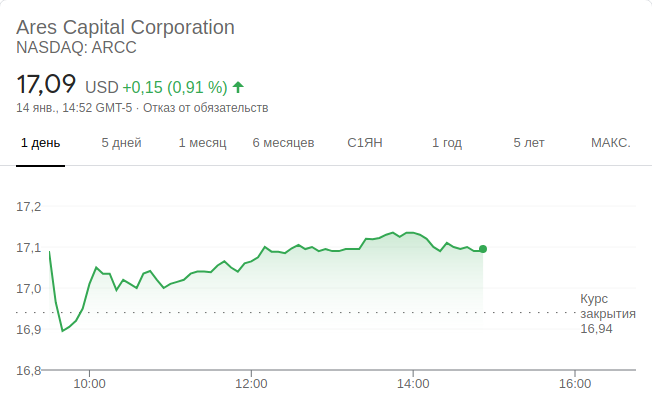 Ares Capital Corporation
NASDAQ: ARCC
17,09 USD +0,15 (0,91 %)
14 янв., 14:52 GMT-5 · Отказ от обязательств
1 день 5 дней 1 месяц 6 месяцев С1ЯН 1 год 5 лет МАКС.
17,2
17,1
17,0
Курс
закрытия
16,94
16,9
16,8
10:00 12:00 14:00 16:00